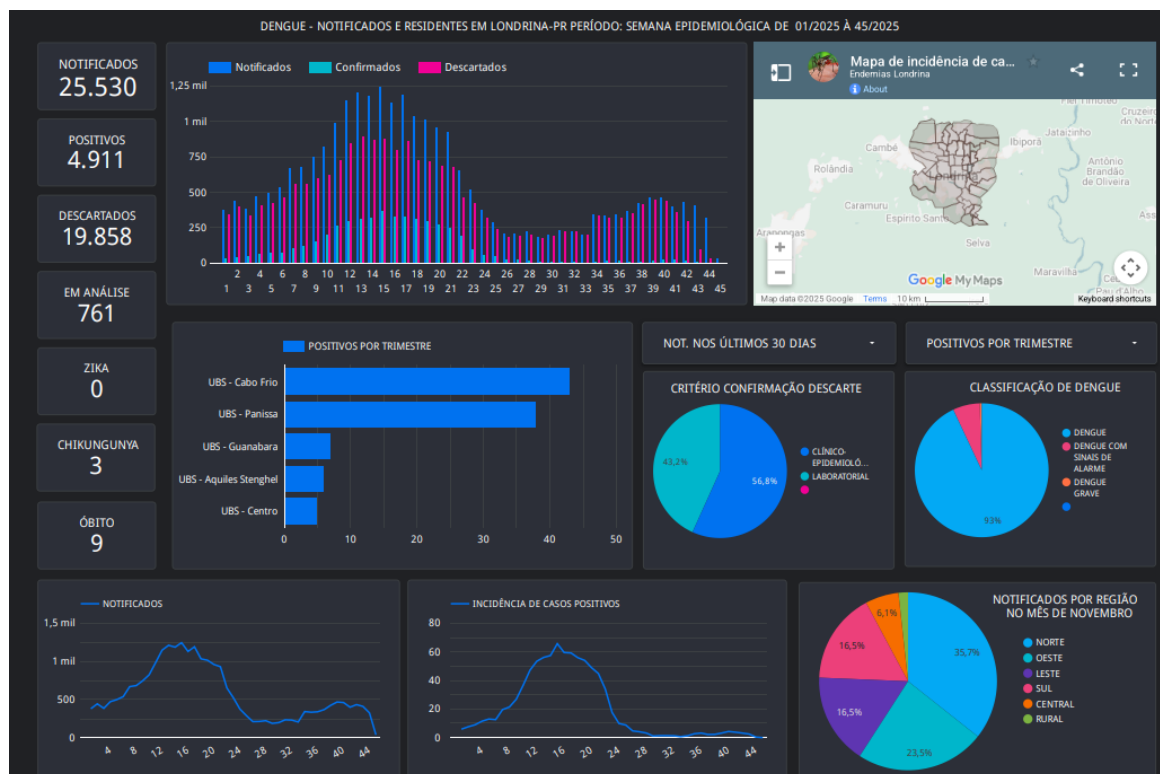 DENGUE - NOTIFICADOS E RESIDENTES EM LONDRINA-PR PERÍODO: SEMANA EPIDEMIOLÓGICA DE 01/2025 À 45/2025
NOTIFICADOS
25.530
POSITIVOS
4.911
DESCARTADOS
19.858
EM ANÁLISE
761
ZIKA
0
CHIKUNGUNYA
3
ÓBITO
9
Notificados Confirmados Descartados
1,25 mil
1 mil
750
500
250
0
2 4 6 8 10 12 14 16 18 20 22 24 26 28 30 32 34 36 38 40 42 44
1 3 5 7 9 11 13 15 17 19 21 23 25 27 29 31 33 35 37 39 41 43 45
Mapa de incidência de ca...
Endemias Londrina
About
Cambé
Ibiporã
Jataizinho
Rolândia
Londrina
António
Brandão
de Oliveira
Caramuru
Espirito Santo
Arapongas
Selva
Maravilha
+
−
Google My Maps
Map data ©2025 Google Terms 10 km Keyboard shortcuts
POSITIVOS POR TRIMESTRE
UBS - Cabo Frio
UBS - Panissa
UBS - Guanabara
UBS - Aquiles Stenghel
UBS - Centro
0 10 20 30 40 50
NOT. NOS ÚLTIMOS 30 DIAS
POSITIVOS POR TRIMESTRE
CRITÉRIO CONFIRMAÇÃO DESCARTE
43,2%
56,8%
CLÍNICO-
EPIDEMIOLÓ...
LABORATORIAL
CLASSIFICAÇÃO DE DENGUE
93%
DENGUE
DENGUE COM
SINAIS DE
ALARME
DENGUE
GRAVE
NOTIFICADOS
1,5 mil
1 mil
500
0
4 8 12 16 20 24 28 32 36 40 44
INCIDÊNCIA DE CASOS POSITIVOS
80
60
40
20
0
4 8 12 16 20 24 28 32 36 40 44
NOTIFICADOS POR REGIÃO
NO MÊS DE NOVEMBRO
6,1%
16,5%
35,7%
16,5%
23,5%
NORTE
OESTE
LESTE
SUL
CENTRAL
RURAL